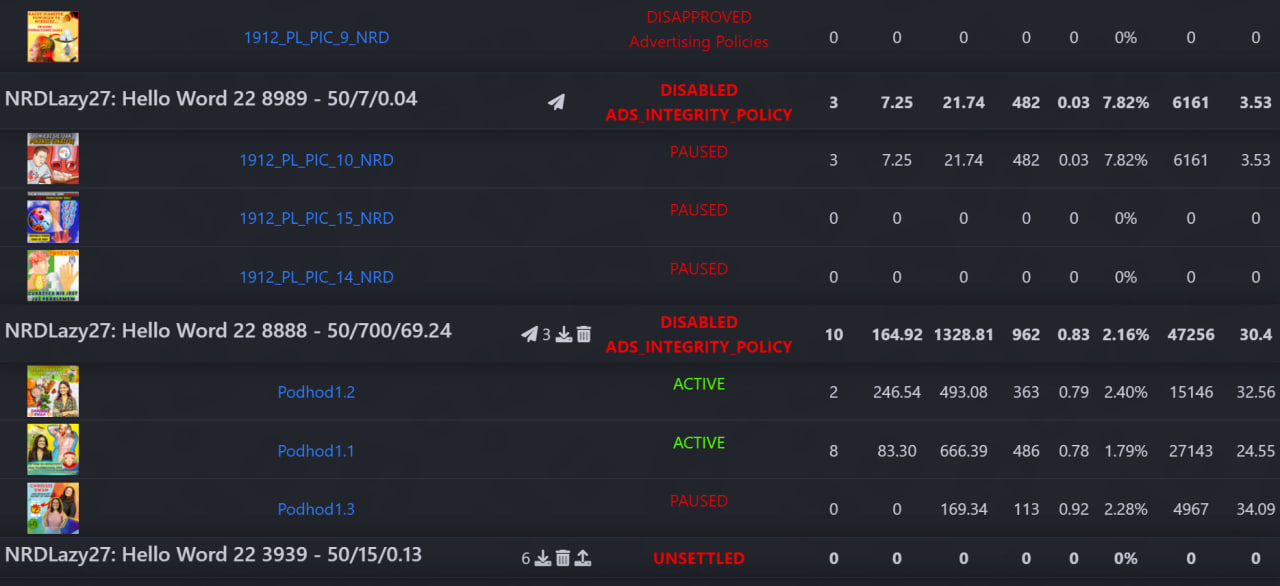 1912_PL_PIC_9_NRD DISAPPROVED Advertising Policies 0 0 0 0 0 0% 0 0
NRDLazy27: Hello Word 22 8989 - 50/7/0.04 DISABLED ADS_INTEGRITY_POLICY 3 7.25 21.74 482 0.03 7.82% 6161 3.53
1912_PL_PIC_10_NRD PAUSED 3 7.25 21.74 482 0.03 7.82% 6161 3.53
1912_PL_PIC_15_NRD PAUSED 0 0 0 0 0 0% 0 0
1912_PL_PIC_14_NRD PAUSED 0 0 0 0 0 0% 0 0
NRDLazy27: Hello Word 22 8888 - 50/700/69.24 3 DISABLED ADS_INTEGRITY_POLICY 10 164.92 1328.81 962 0.83 2.16% 47256 30.4
Podhod1.2 ACTIVE 2 246.54 493.08 363 0.79 2.40% 15146 32.56
Podhod1.1 ACTIVE 8 83.30 666.39 486 0.78 1.79% 27143 24.55
Podhod1.3 PAUSED 0 0 169.34 113 0.92 2.28% 4967 34.09
NRDLazy27: Hello Word 22 3939 - 50/15/0.13 6 UNSETTLED 0 0 0 0 0 0% 0 0